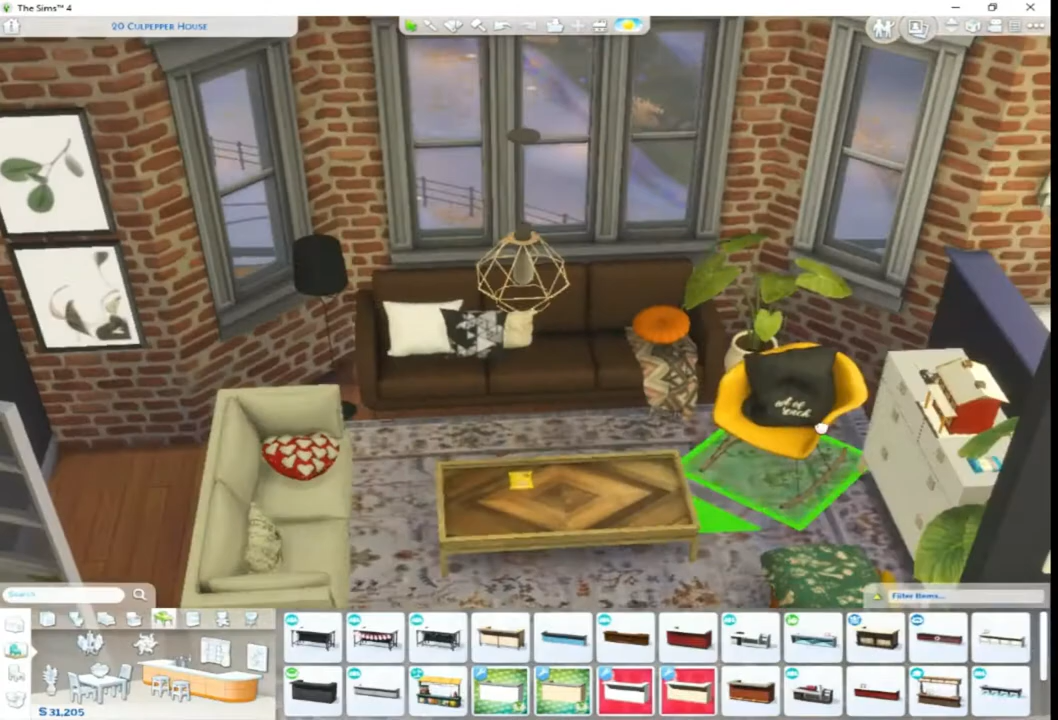 The Sims™ 4
20 Culpepper House
Search
Filter Items...
§31,205